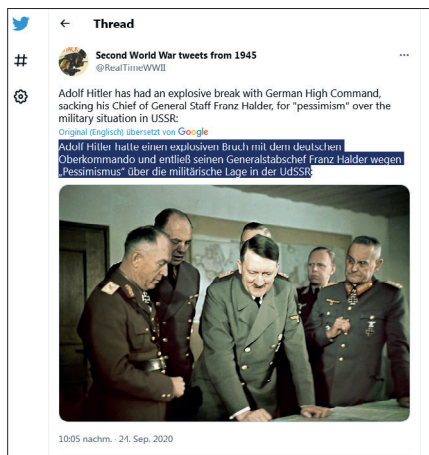 Thread
Second World War tweets from 1945
@RealTimeWWII
Adolf Hitler has had an explosive break with German High Command,
sacking his Chief of General Staff Franz Halder, for "pessimism" over the
military situation in USSR:
Original (Englisch) übersetzt von Google
Adolf Hitler hatte einen explosiven Bruch mit dem deutschen
Oberkommando und entließ seinen Generalstabschef Franz Halder wegen
„Pessimismus“ über die militärische Lage in der UdSSR:
10:05 nachm. · 24. Sep. 2020